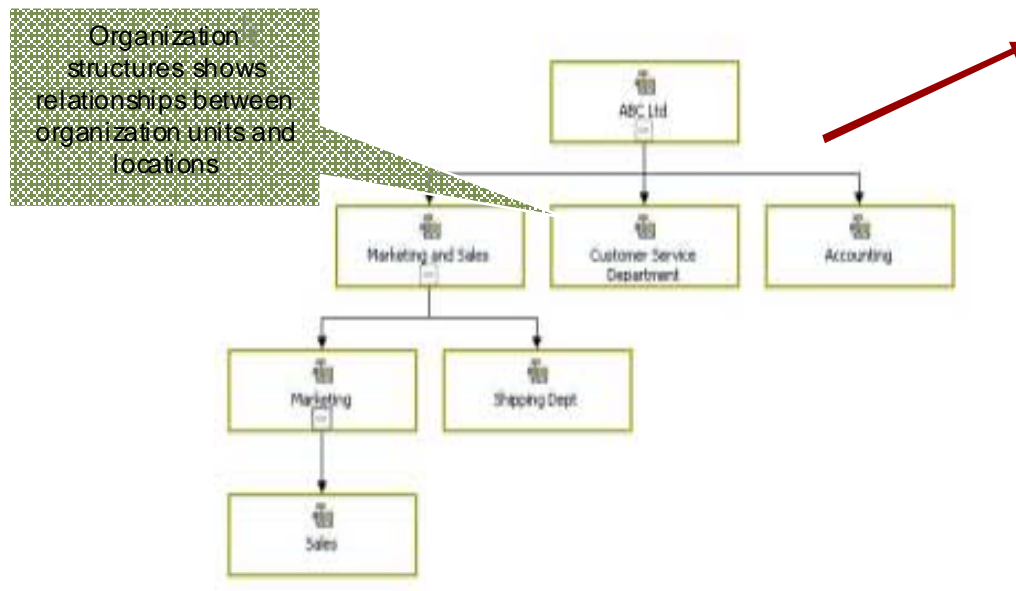 Organization
structures shows
relationships between
organization units and
locations
ABC Ltd
Marketing and Sales
Customer Service
Department
Accounting
Marketing
Shipping Dept
Sales